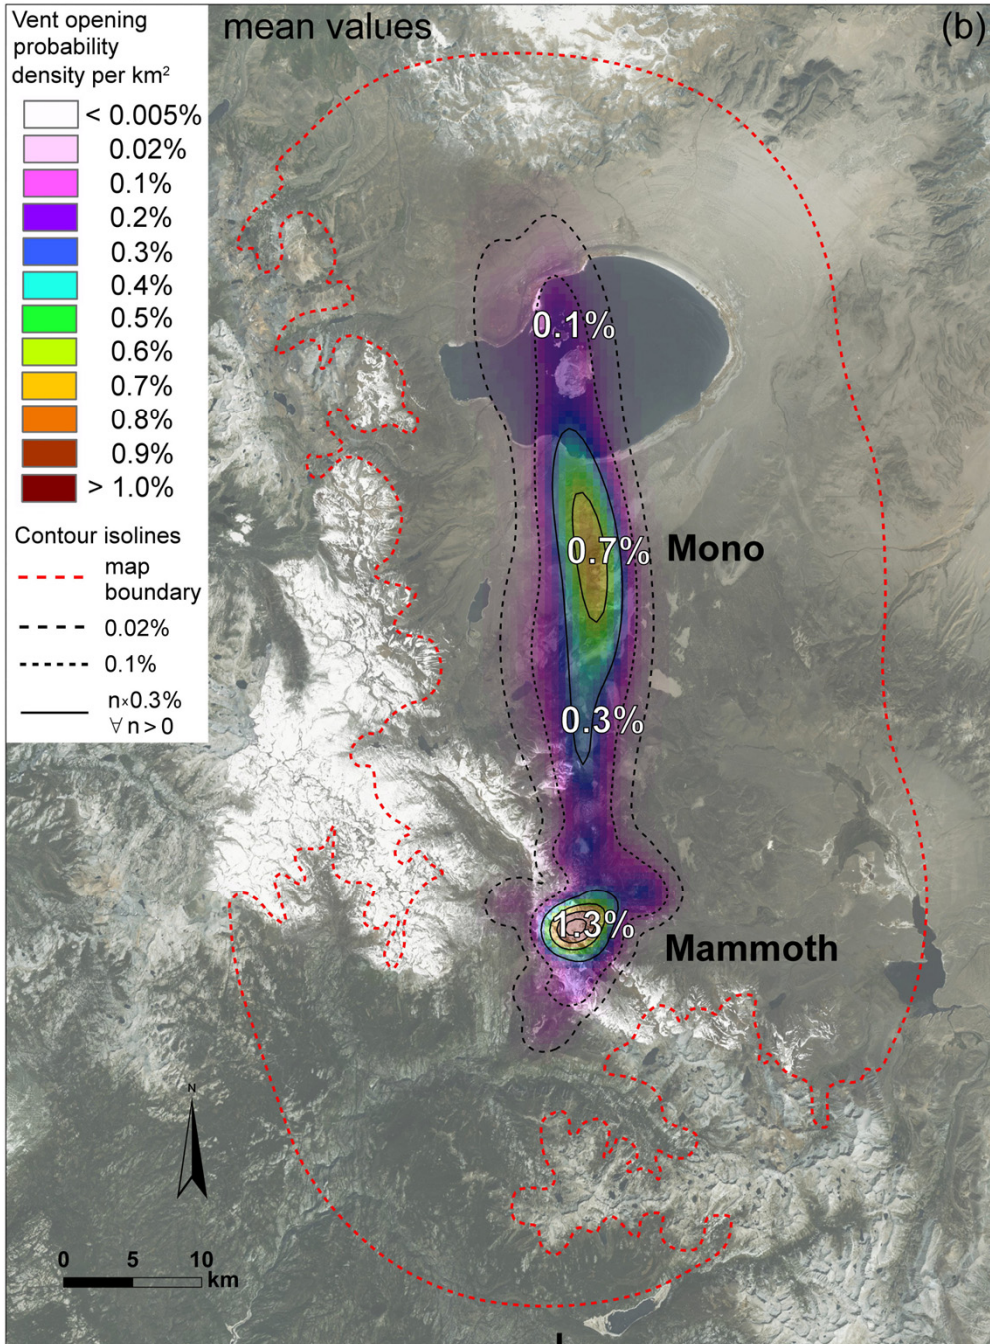 Vent opening
probability
density per km²
< 0.005%
0.02%
0.1%
0.2%
0.3%
0.4%
0.5%
0.6%
0.7%
0.8%
0.9%
> 1.0%
Contour isolines
map
boundary
0.02%
0.1%
n×0.3%
∀ n > 0
mean values
(b)
0.1%
0.7%
Mono
0.3%
1.3%
Mammoth
N
0 5 10
km